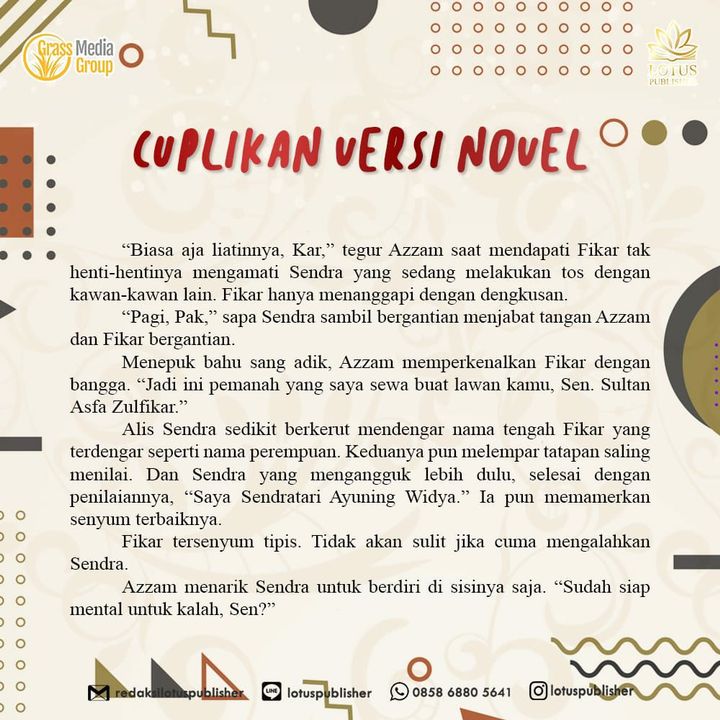 Grass Media
Group
LOTUS
PUBLISHER
CUPLIKAN VERSI NOVEL
“Biasa aja liatinnya, Kar,” tegur Azzam saat mendapati Fikar tak
henti-hentinya mengamati Sendra yang sedang melakukan tos dengan
kawan-kawan lain. Fikar hanya menanggapi dengan dengkusan.
“Pagi, Pak,” sapa Sendra sambil bergantian menjabat tangan Azzam
dan Fikar bergantian.
Menepuk bahu sang adik, Azzam memperkenalkan Fikar dengan
bangga. “Jadi ini pemanah yang saya sewa buat lawan kamu, Sen. Sultan
Asfa Zulfikar.”
Alis Sendra sedikit berkerut mendengar nama tengah Fikar yang
terdengar seperti nama perempuan. Keduanya pun melempar tatapan saling
menilai. Dan Sendra yang mengangguk lebih dulu, selesai dengan
penilaiannya, “Saya Sendratari Ayuning Widya.” Ia pun memamerkan
senyum terbaiknya.
Fikar tersenyum tipis. Tidak akan sulit jika cuma mengalahkan
Sendra.
Azzam menarik Sendra untuk berdiri di sisinya saja. “Sudah siap
mental untuk kalah, Sen?”
redaksilotuspublisher LINE lotuspublisher 0858 6880 5641 lotuspublisher